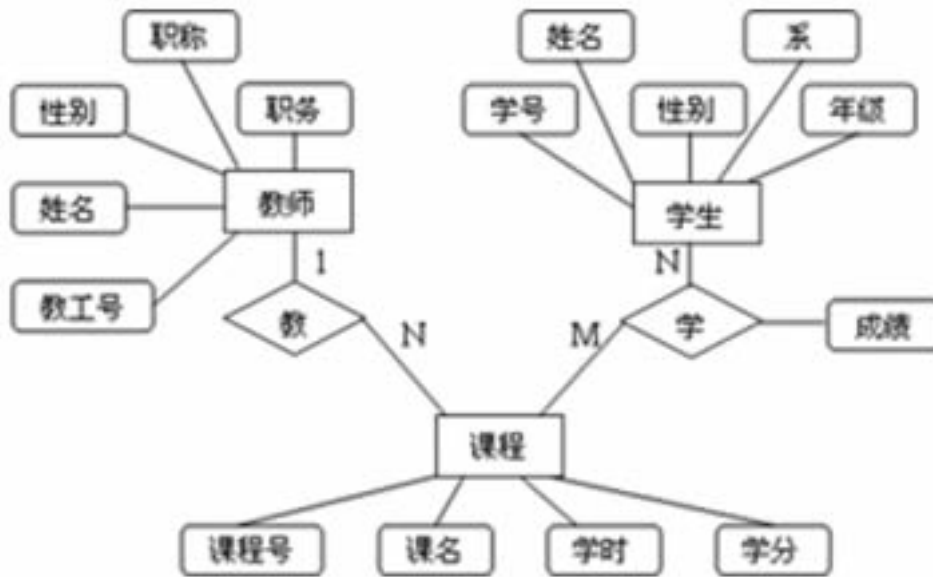 职称
姓名
系
性别
职务
学号
性别
年级
姓名
教师
学生
教工号
1
N
教
N
M
学
成绩
课程
课程号
课名
学时
学分